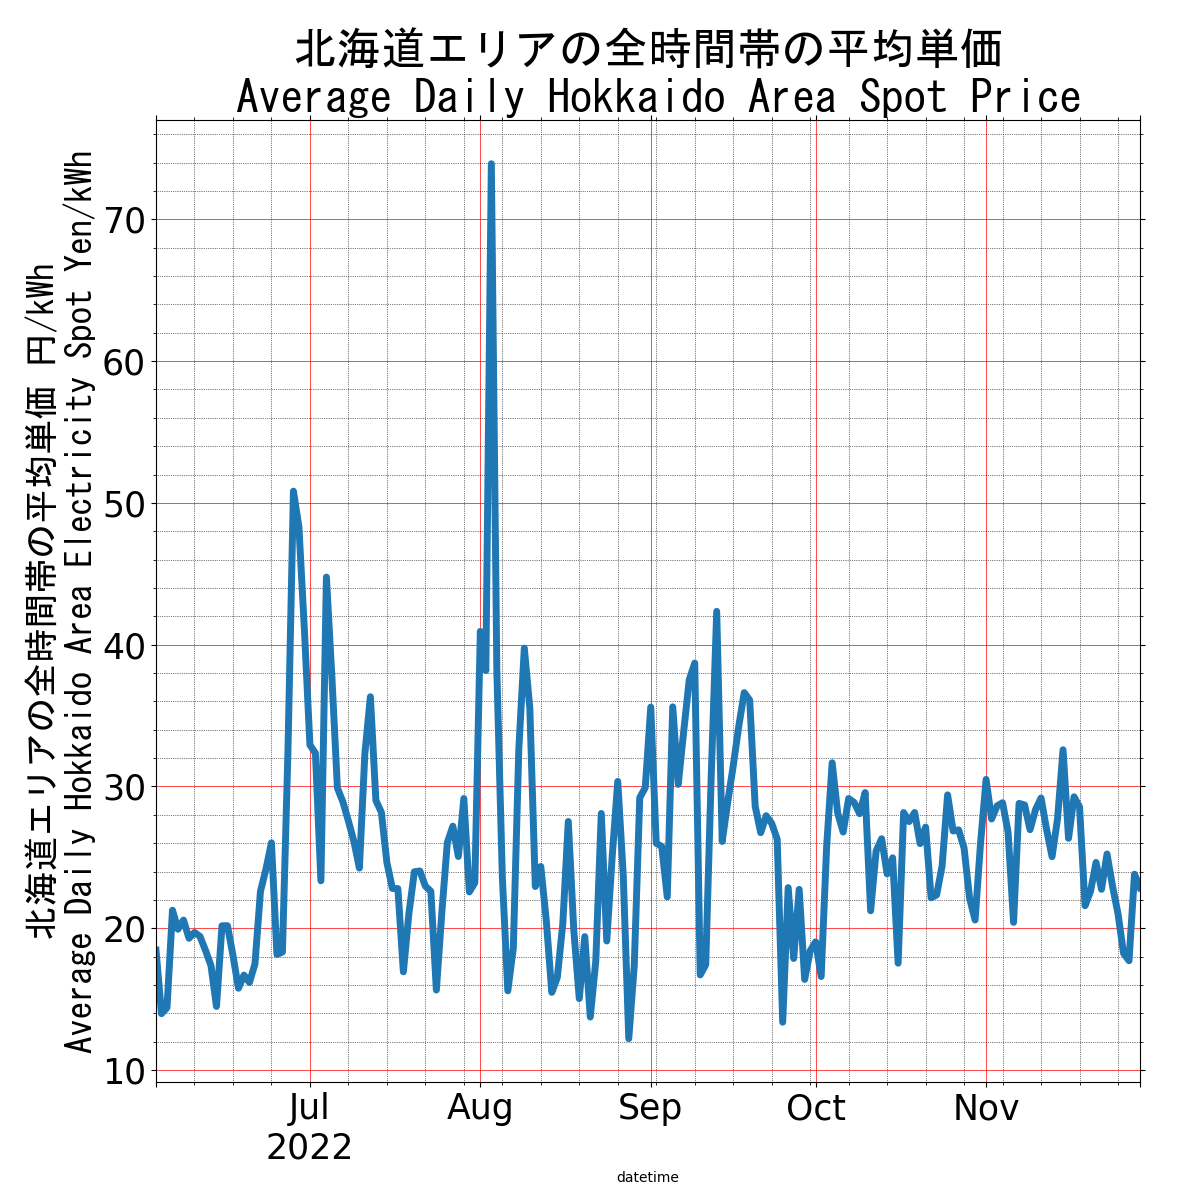 北海道エリアの全時間帯の平均単価
Average Daily Hokkaido Area Spot Price
北海道エリアの全時間帯の平均単価 円/kWh
Average Daily Hokkaido Area Electricity Spot Yen/kWh
70
60
50
40
30
20
10
Jul
2022
Aug
Sep
Oct
Nov
datetime